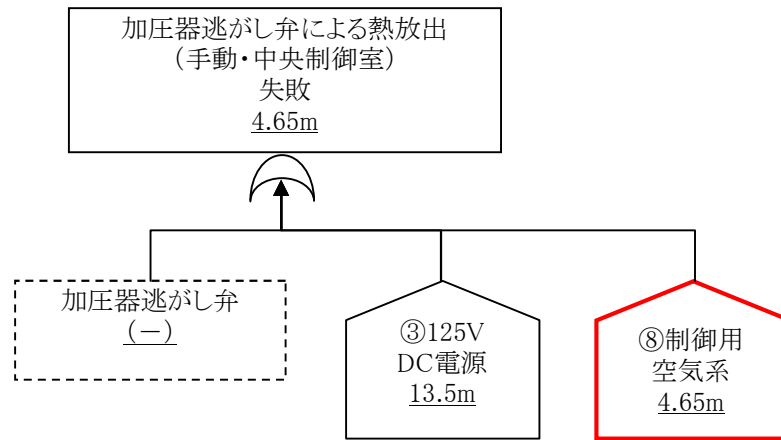 加圧器逃がし弁による熱放出
（手動・中央制御室）
失敗
4.65m
加圧器逃がし弁
(－)
③125V
DC電源
13.5m
⑧制御用
空気系
4.65m